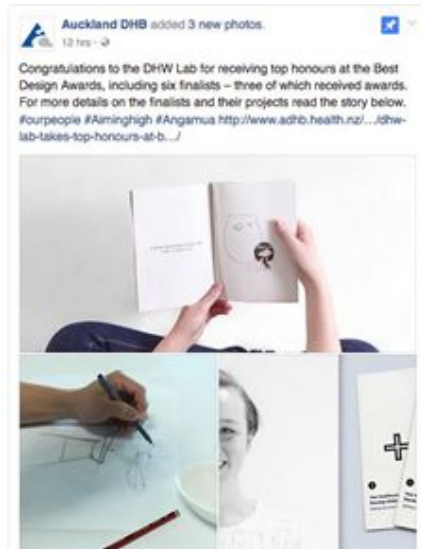 Auckland DHB added 3 new photos.
12 hrs ·
Congratulations to the DHW Lab for receiving top honours at the Best
Design Awards, including six finalists – three of which received awards.
For more details on the finalists and their projects read the story below.
#ourpeople #Aiminghigh #Angamua http://www.adhb.health.nz/.../dhw-
lab-takes-top-honours-at-b.../